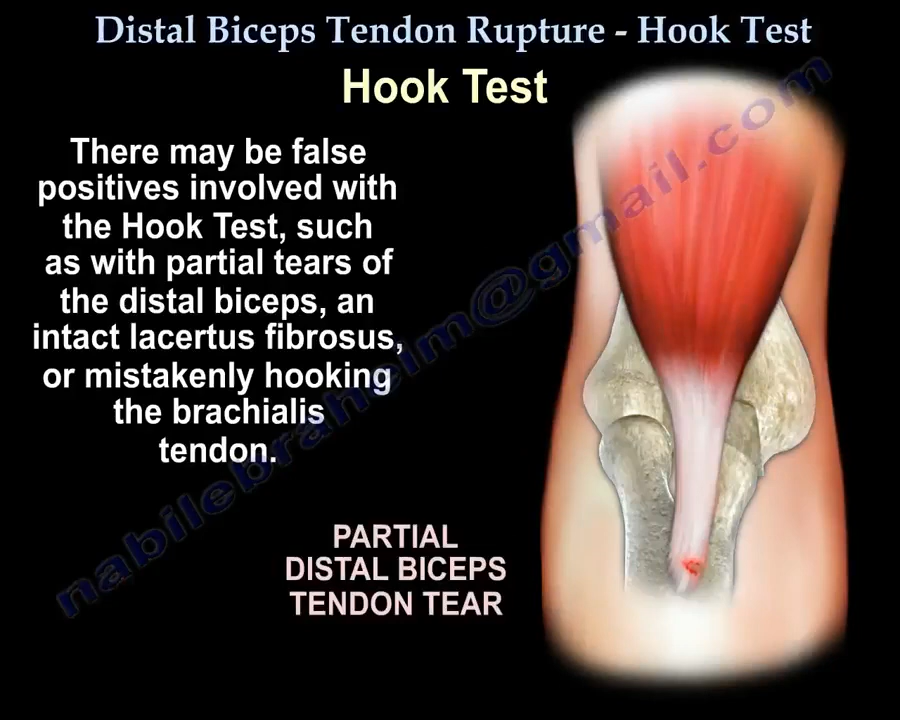 Distal Biceps Tendon Rupture - Hook Test
Hook Test
There may be false
positives involved with
the Hook Test, such
as with partial tears of
the distal biceps, an
intact lacertus fibrosus,
or mistakenly hooking
the brachialis
tendon.
PARTIAL
DISTAL BICEPS
TENDON TEAR
nabilebraheim@gmail.com